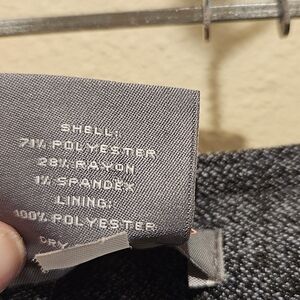 SHELL:
71% POLYESTER
28% RAYON
1% SPANDEX
LINING:
100% POLYESTER
DRY